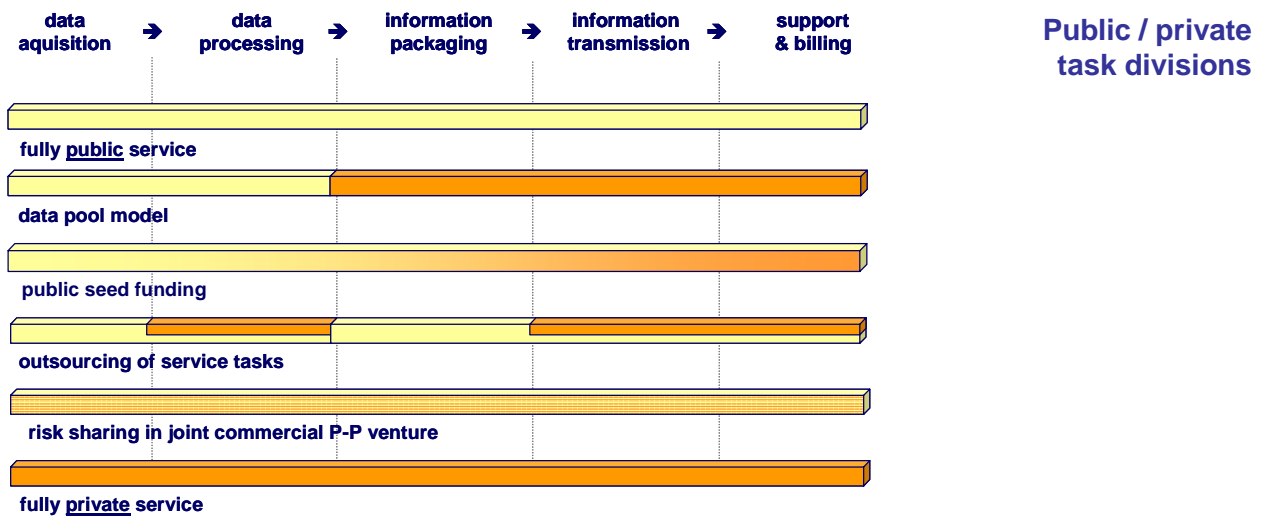 data aquisition ➔ data processing ➔ information packaging ➔ information transmission ➔ support & billing
Public / private
task divisions
fully public service
data pool model
public seed funding
outsourcing of service tasks
risk sharing in joint commercial P-P venture
fully private service